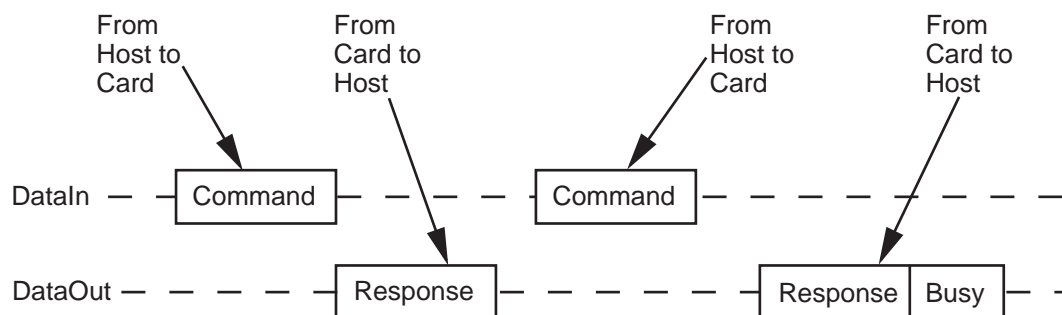 From
Host to
Card
From
Card to
Host
From
Host to
Card
From
Card to
Host
DataIn
Command
Command
DataOut
Response
Response
Busy